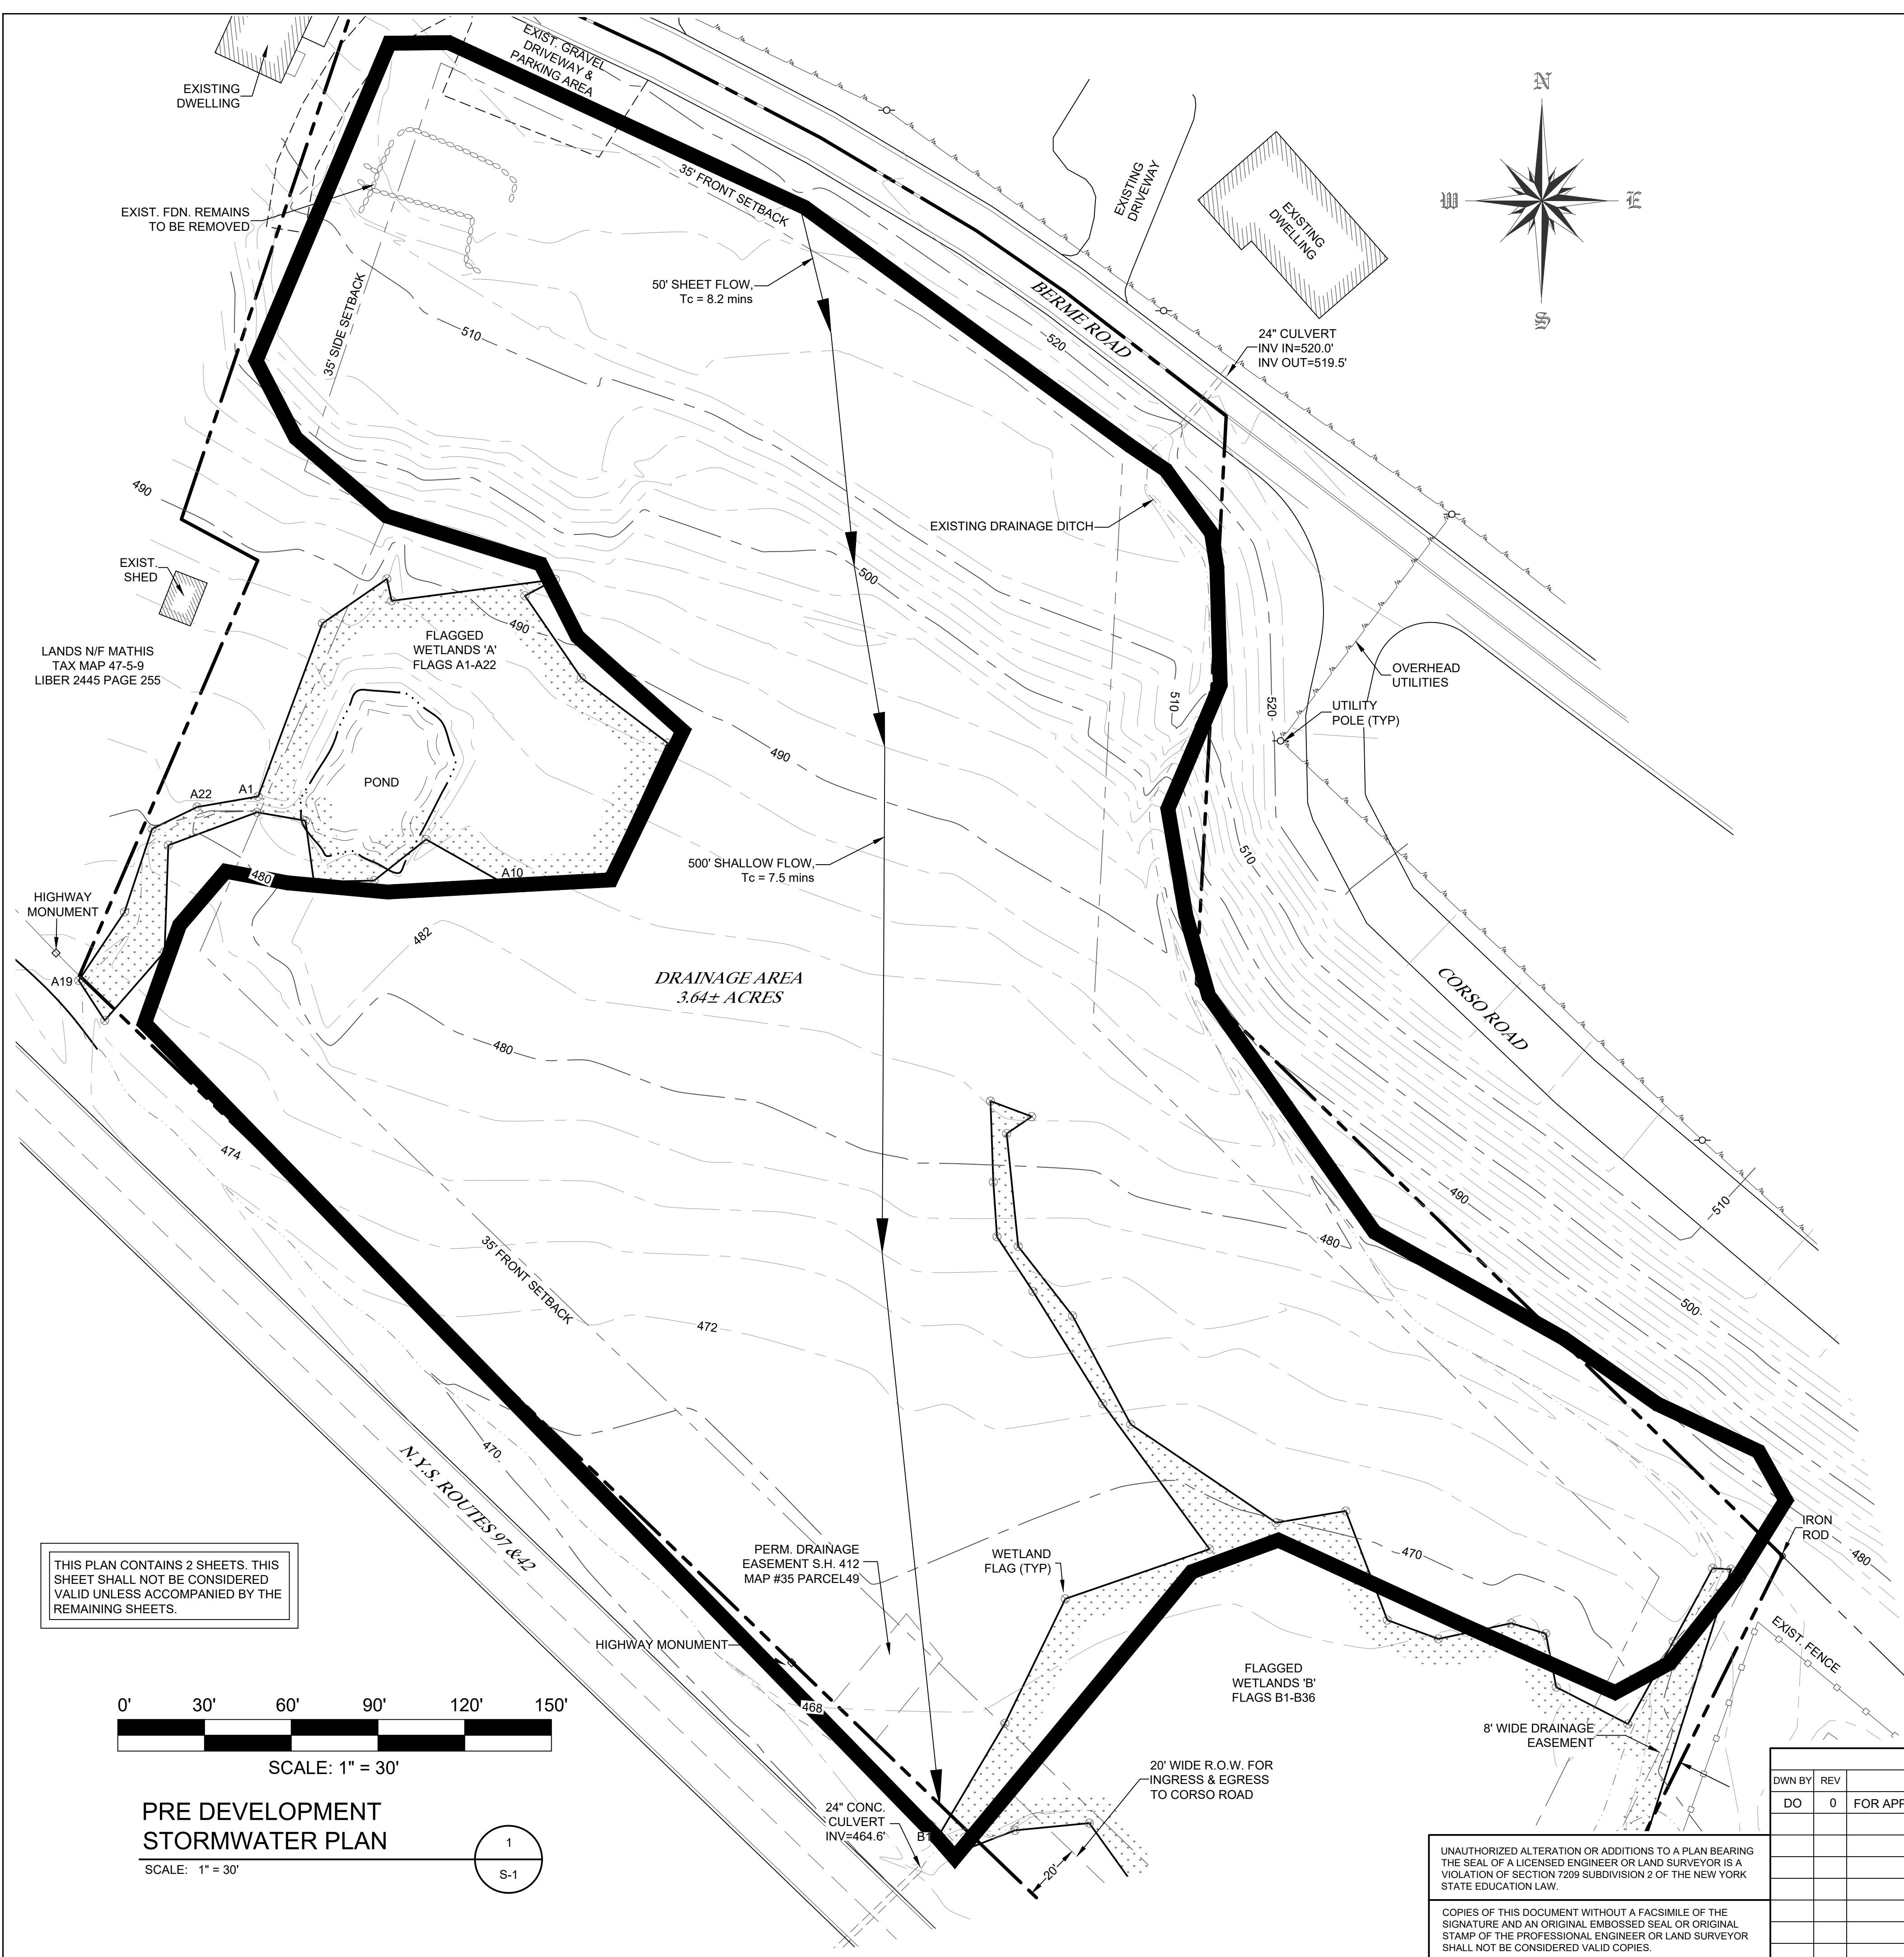 EXISTING
DWELLING
EXIST. GRAVEL
DRIVEWAY &
PARKING AREA
N
W
E
S
EXIST. FDN. REMAINS
TO BE REMOVED
35' FRONT SETBACK
EXISTING
DRIVEWAY
EXISTING
DWELLING
50' SHEET FLOW,
Tc = 8.2 mins
35' SIDE SETBACK
510
BERME ROAD
520
24" CULVERT
INV IN=520.0'
INV OUT=519.5'
490
EXISTING DRAINAGE DITCH
EXIST.
SHED
500
490
FLAGGED
WETLANDS 'A'
FLAGS A1-A22
LANDS N/F MATHIS
TAX MAP 47-5-9
LIBER 2445 PAGE 255
OVERHEAD
UTILITIES
510
520
UTILITY
POLE (TYP)
490
POND
A22
A1
A10
480
500' SHALLOW FLOW,
Tc = 7.5 mins
510
HIGHWAY
MONUMENT
482
A19
DRAINAGE AREA
3.64± ACRES
CORSO ROAD
480
474
490
510
480
35' FRONT SETBACK
472
500
470
N.Y.S. ROUTES 97 &42
PERM. DRAINAGE
EASEMENT S.H. 412
MAP #35 PARCEL49
WETLAND
FLAG (TYP)
470
IRON
ROD
480
THIS PLAN CONTAINS 2 SHEETS. THIS
SHEET SHALL NOT BE CONSIDERED
VALID UNLESS ACCOMPANIED BY THE
REMAINING SHEETS.
HIGHWAY MONUMENT
EXIST. FENCE
FLAGGED
WETLANDS 'B'
FLAGS B1-B36
468
8' WIDE DRAINAGE
EASEMENT
0' 30' 60' 90' 120' 150'
SCALE: 1" = 30'
20' WIDE R.O.W. FOR
INGRESS & EGRESS
TO CORSO ROAD
24" CONC.
CULVERT
INV=464.6'
B1
20'
PRE DEVELOPMENT
STORMWATER PLAN
SCALE: 1" = 30'
1
S-1
DWN BY REV
DO 0 FOR APP
UNAUTHORIZED ALTERATION OR ADDITIONS TO A PLAN BEARING
THE SEAL OF A LICENSED ENGINEER OR LAND SURVEYOR IS A
VIOLATION OF SECTION 7209 SUBDIVISION 2 OF THE NEW YORK
STATE EDUCATION LAW.
COPIES OF THIS DOCUMENT WITHOUT A FACSIMILE OF THE
SIGNATURE AND AN ORIGINAL EMBOSSED SEAL OR ORIGINAL
STAMP OF THE PROFESSIONAL ENGINEER OR LAND SURVEYOR
SHALL NOT BE CONSIDERED VALID COPIES.